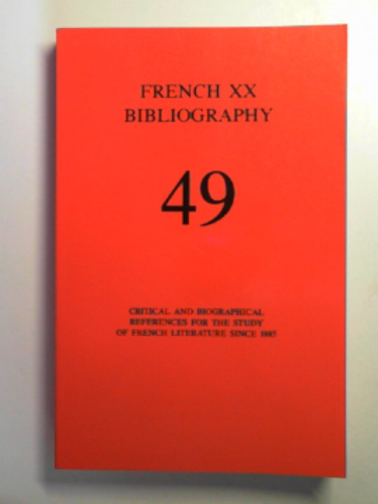 FRENCH XX
BIBLIOGRAPHY
49
CRITICAL AND BIOGRAPHICAL
REFERENCES FOR THE STUDY
OF FRENCH LITERATURE SINCE 1885